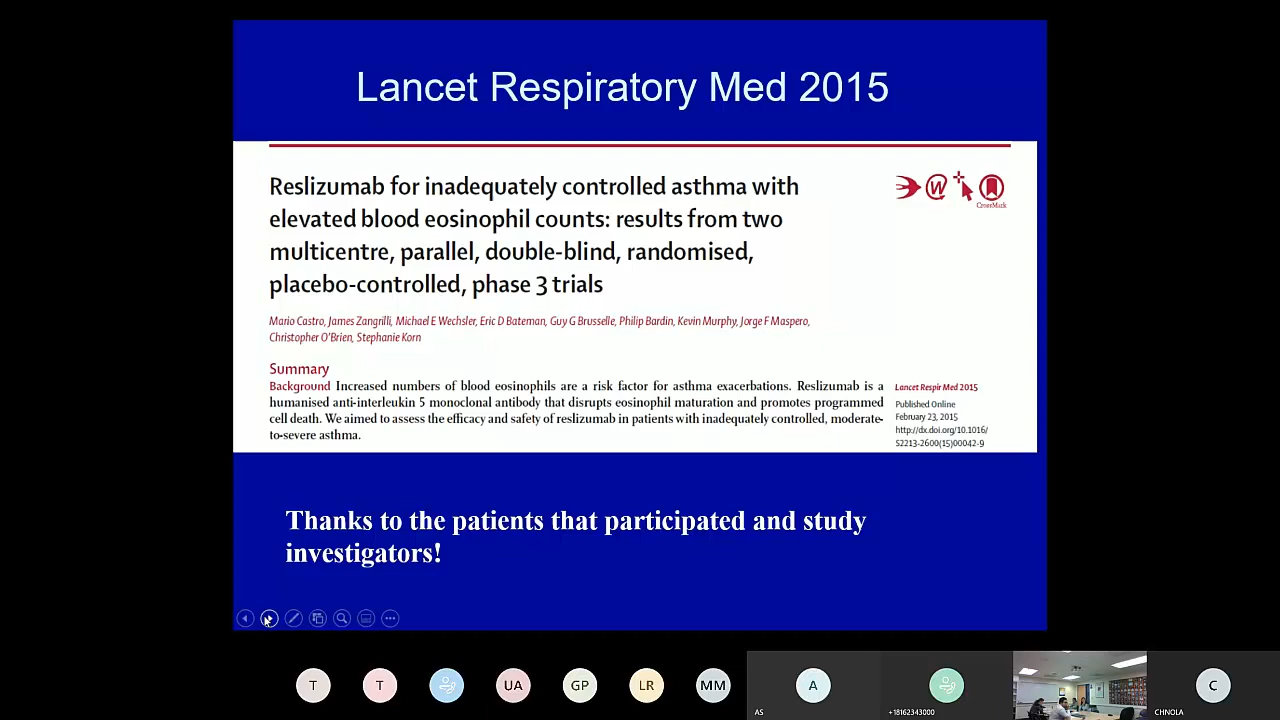 Lancet Respiratory Med 2015
Reslizumab for inadequately controlled asthma with
elevated blood eosinophil counts: results from two
multicentre, parallel, double-blind, randomised,
placebo-controlled, phase 3 trials
CrossMark
Mario Castro, James Zangrilli, Michael E Wechsler, Eric D Bateman, Guy G Brusselle, Philip Bardin, Kevin Murphy, Jorge F Maspero,
Christopher O'Brien, Stephanie Korn
Summary
Background Increased numbers of blood eosinophils are a risk factor for asthma exacerbations. Reslizumab is a
humanised anti-interleukin 5 monoclonal antibody that disrupts eosinophil maturation and promotes programmed
cell death. We aimed to assess the efficacy and safety of reslizumab in patients with inadequately controlled, moderate-
to-severe asthma.
Lancet Respir Med 2015
Published Online
February 23, 2015
http://dx.doi.org/10.1016/
S2213-2600(15)00042-9
Thanks to the patients that participated and study
investigators!
T
T
UA
GP
LR
MM
A
AS
+18162343000
C
CHNOLA